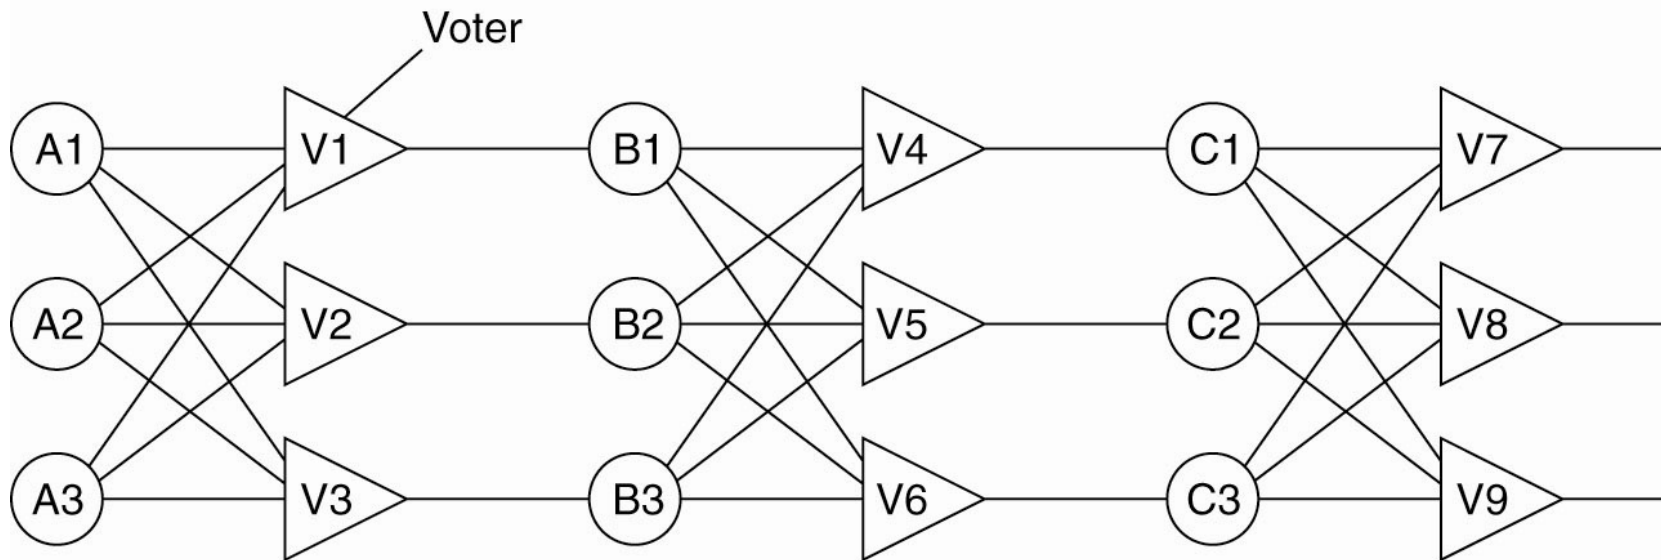 Voter
A1 V1 B1 V4 C1 V7
A2 V2 B2 V5 C2 V8
A3 V3 B3 V6 C3 V9